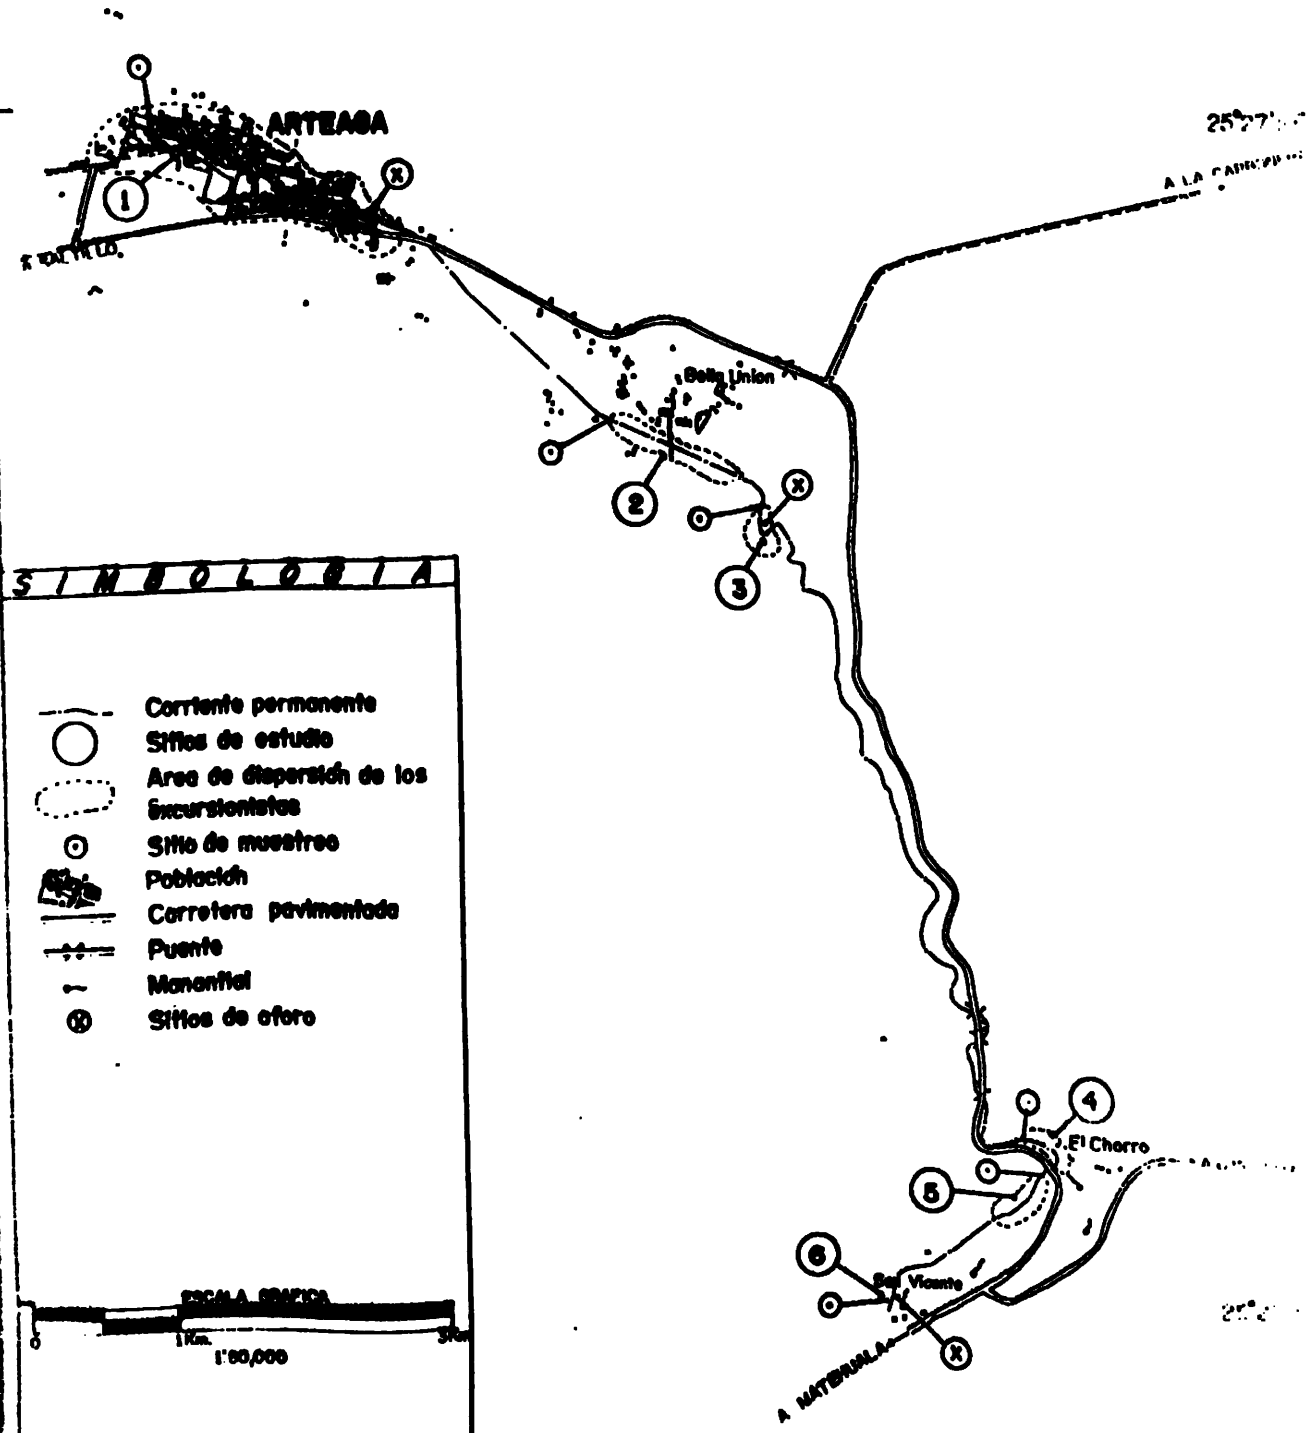 ARTEAGA
25°27'
A LA
1
X
A SALTILLO.
Bella Union
2
X
3
SIMBOLOGIA
Corriente permanente
Sitios de estudio
Area de dispersión de los
Excursionistas
Sitio de muestreo
Población
Carretera pavimentada
Puente
Manantial
Sitios de aforo
X
4
El Chorro
5
6
San Vicente
X
A MATEHUALA
ESCALA GRAFICA
0 1 Km. 3 Km
1:50,000